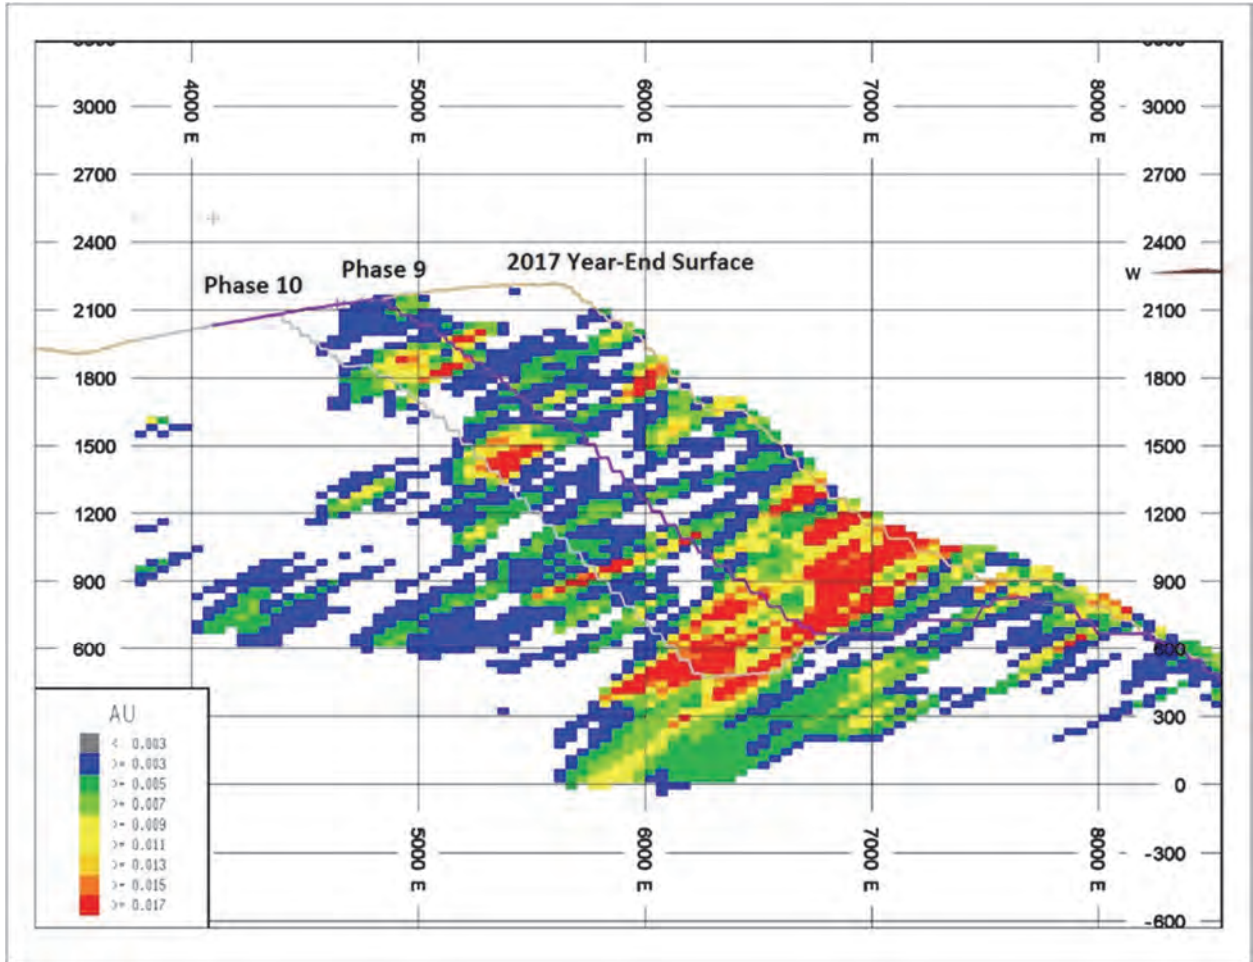 4000 E
5000 E
6000 E
7000 E
8000 E
3000 3000
2700 2700
2400 2400
W
Phase 10
Phase 9
2017 Year-End Surface
2100 2100
1800 1800
1500 1500
1200 1200
900 900
600 600
300
0
-300
-600
AU
< 0.003
>= 0.003
>= 0.005
>= 0.007
>= 0.009
>= 0.011
>= 0.013
>= 0.015
>= 0.017
5000 E
6000 E
7000 E
8000 E